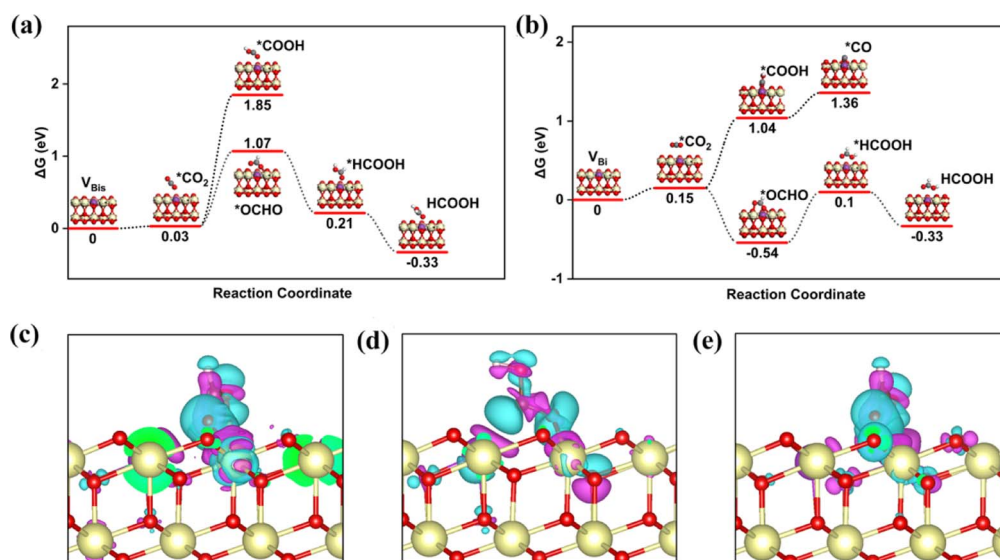 (a)
ΔG (eV)
2
1
0
V_Bis
0
*CO₂
0.03
*COOH
1.85
1.07
*OCHO
*HCOOH
0.21
HCOOH
-0.33
Reaction Coordinate
(b)
ΔG (eV)
2
1
0
-1
V_Bi
0
*CO₂
0.15
*COOH
1.04
*CO
1.36
*OCHO
-0.54
*HCOOH
0.1
HCOOH
-0.33
Reaction Coordinate
(c)
(d)
(e)